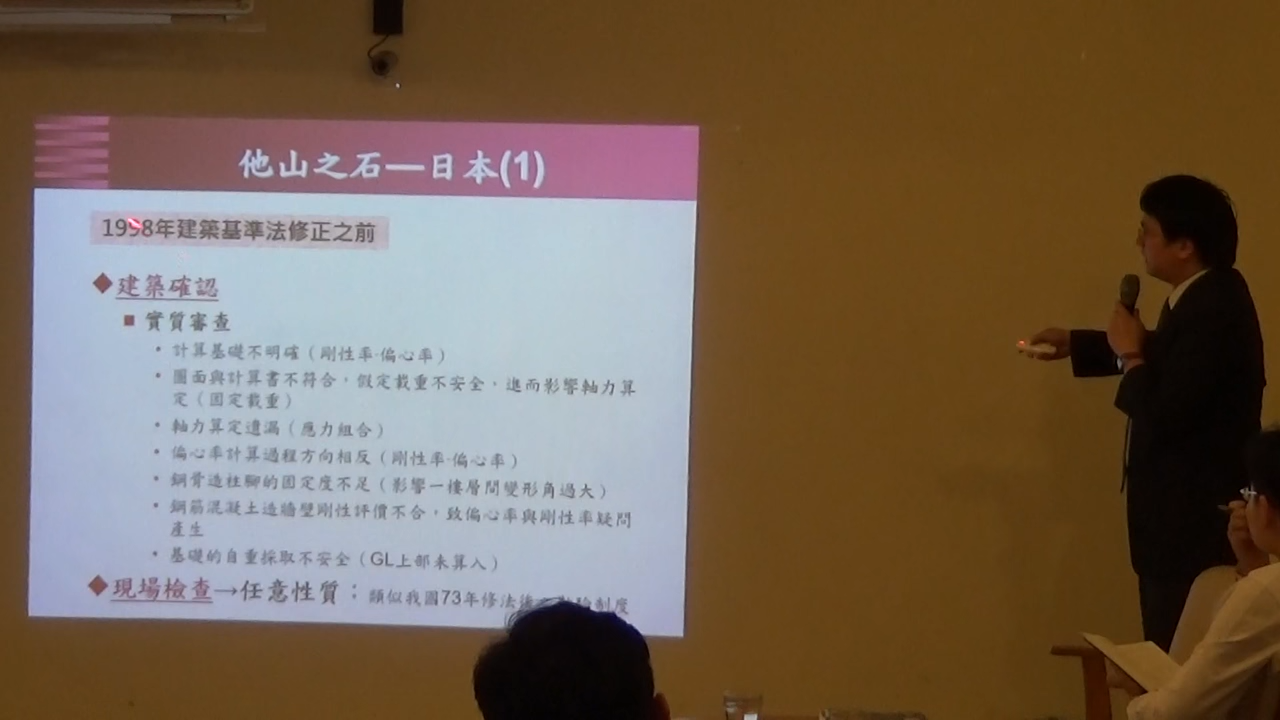 他山之石—日本(1)
1998年建築基準法修正之前
◆建築確認
■ 實質審查
• 計算基礎不明確（剛性率·偏心率）
• 圖面與計算書不符合，假定載重不安全，進而影響軸力算
定（固定載重）
• 軸力算定遺漏（應力組合）
• 偏心率計算過程方向相反（剛性率·偏心率）
• 鋼骨造柱腳的固定度不足（影響一樓層間變形角過大）
• 鋼筋混凝土造牆壁剛性評價不合，致偏心率與剛性率疑問
產生
• 基礎的自重採取不安全（GL上部未算入）
◆現場檢查→任意性質：類似我國73年修法後 制度